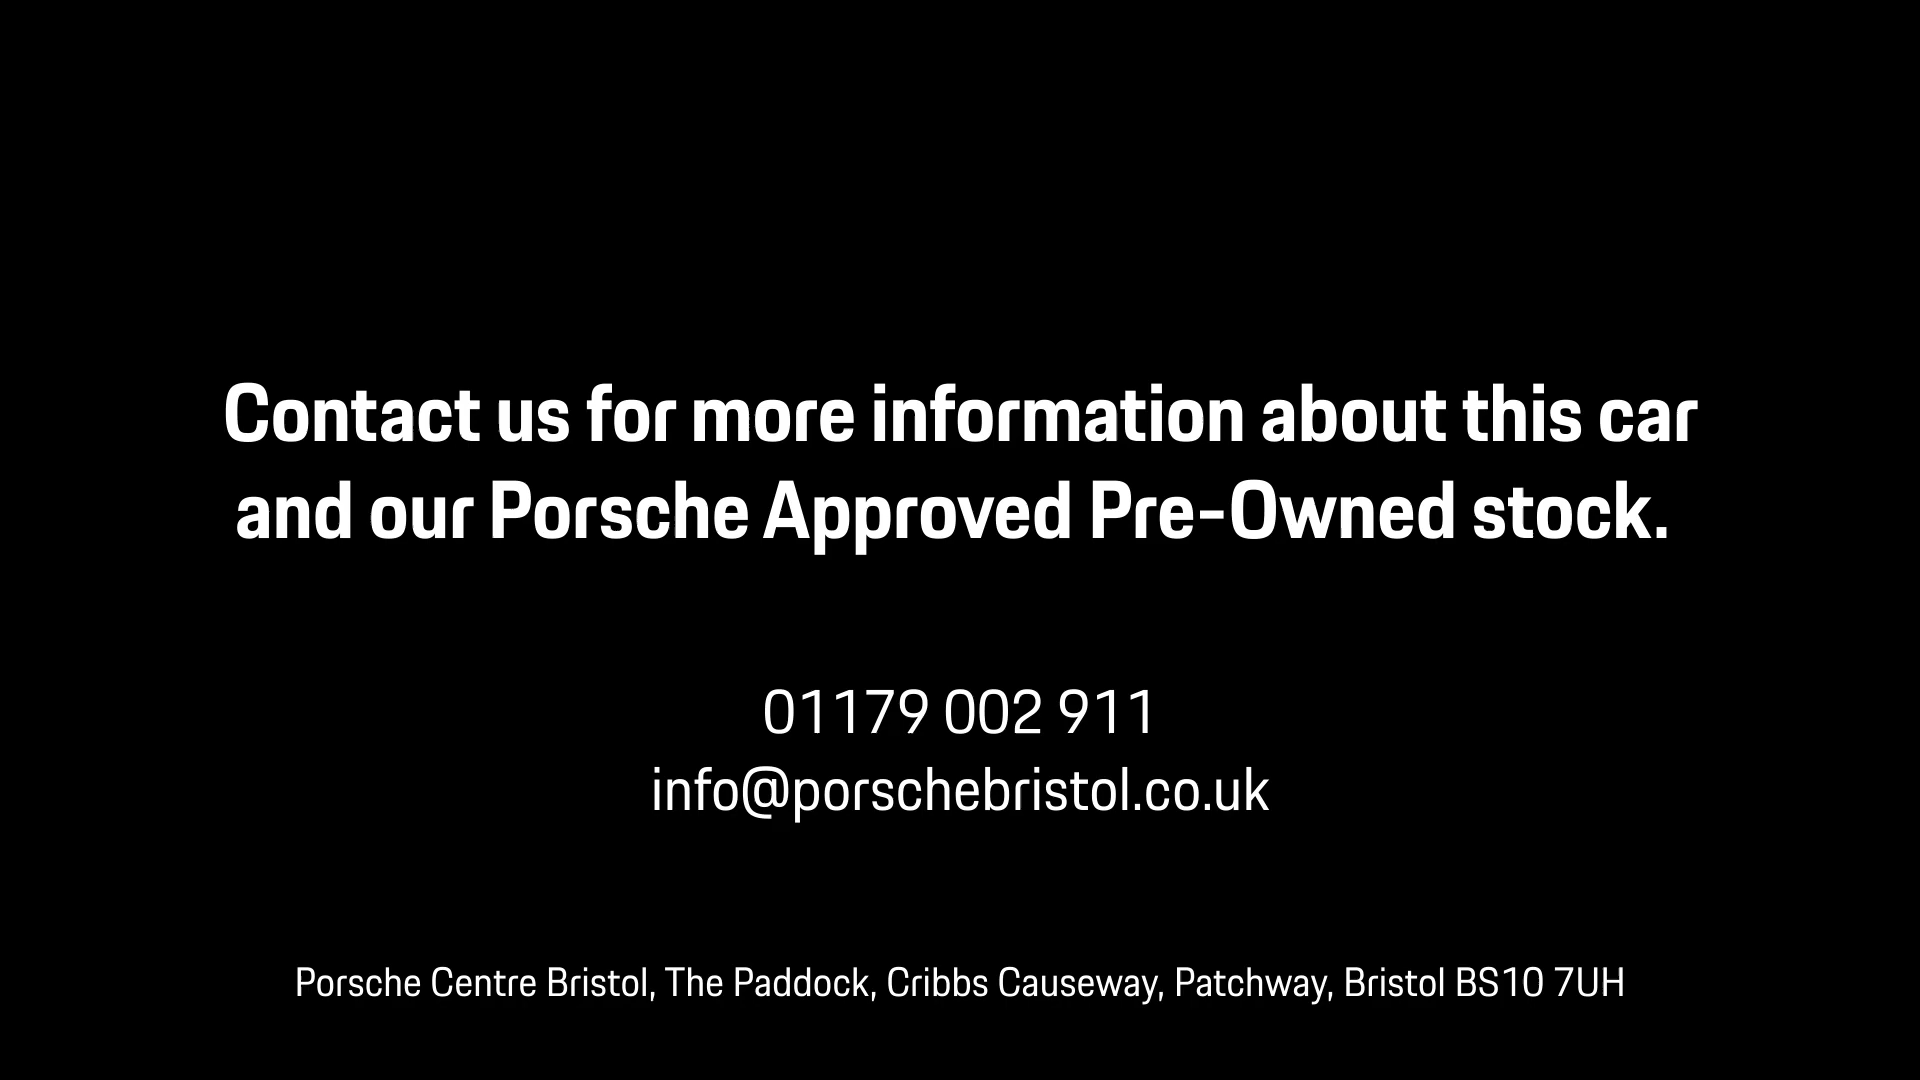 Contact us for more information about this car
and our Porsche Approved Pre-Owned stock.
01179 002 911
info@porschebristol.co.uk
Porsche Centre Bristol, The Paddock, Cribbs Causeway, Patchway, Bristol BS10 7UH